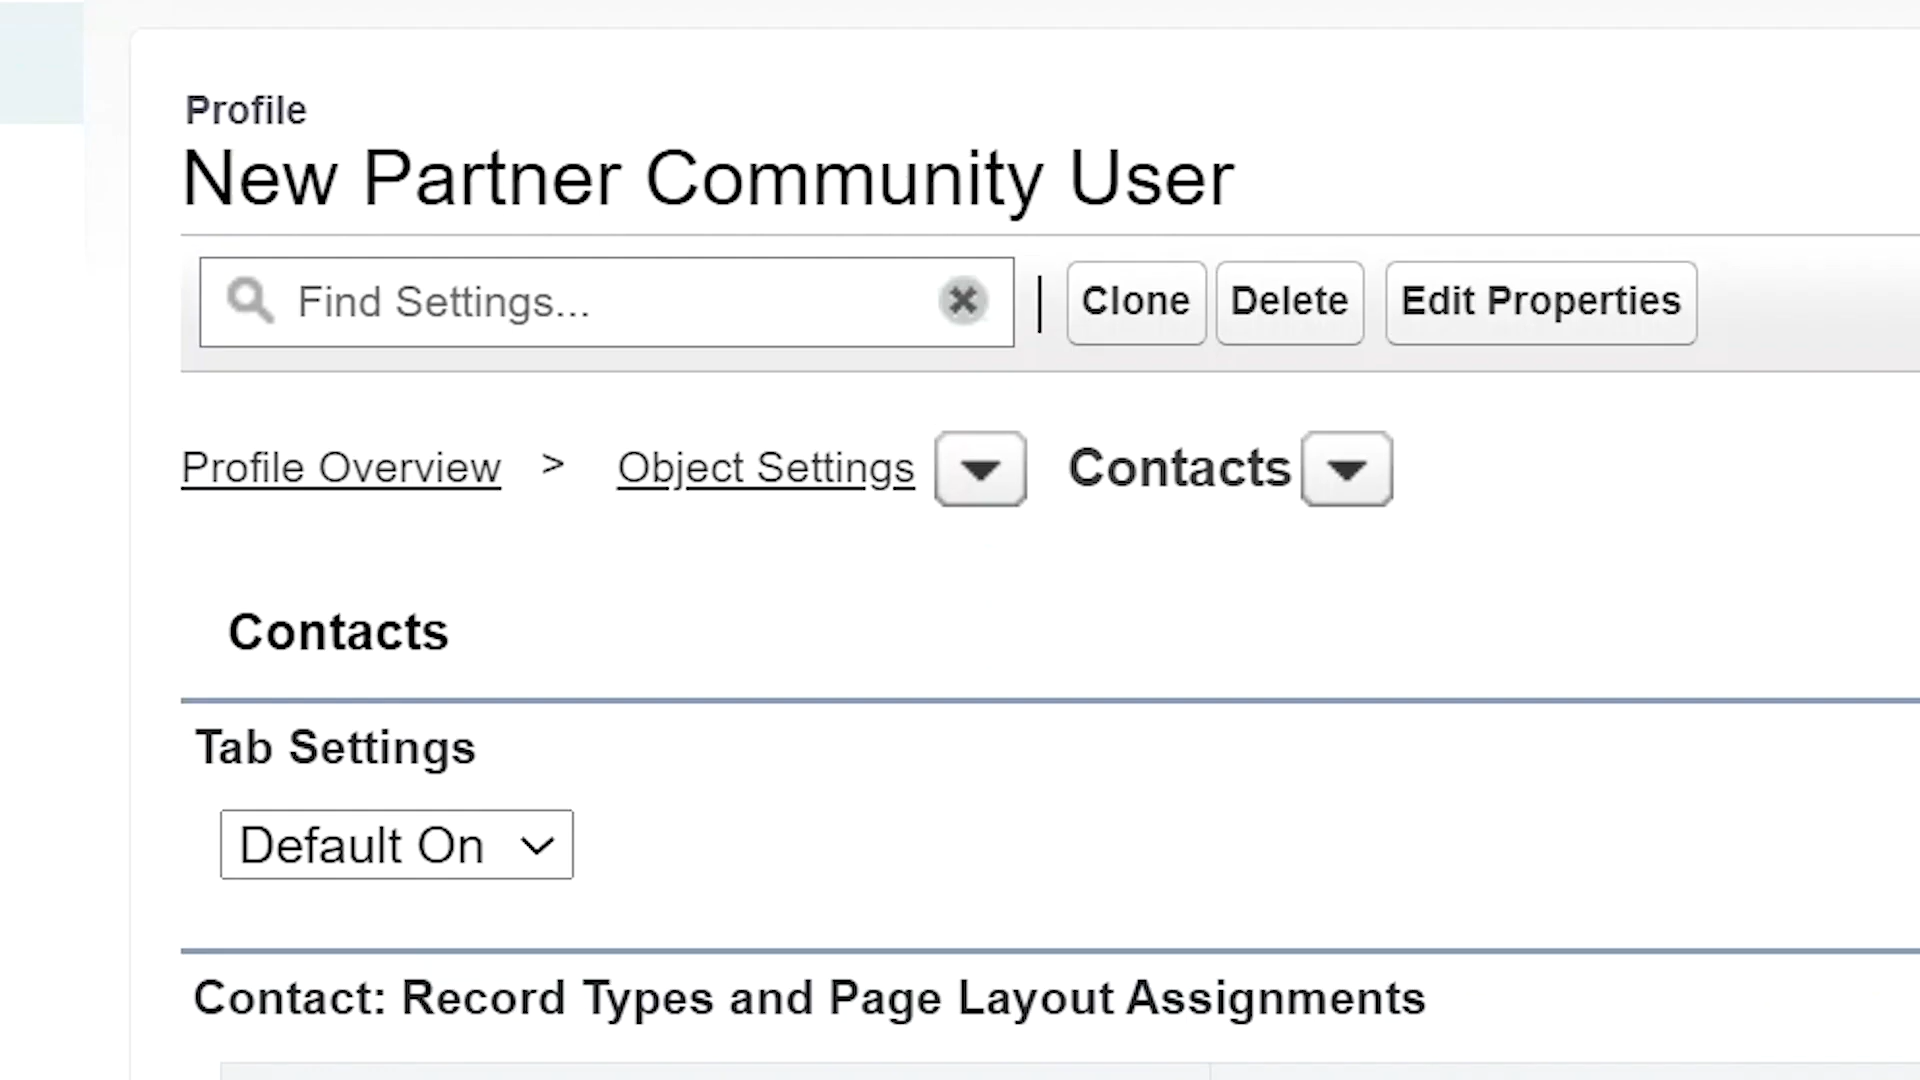 Profile
New Partner Community User
Find Settings... | Clone Delete Edit Properties
Profile Overview > Object Settings Contacts
Contacts
Tab Settings
Default On
Contact: Record Types and Page Layout Assignments